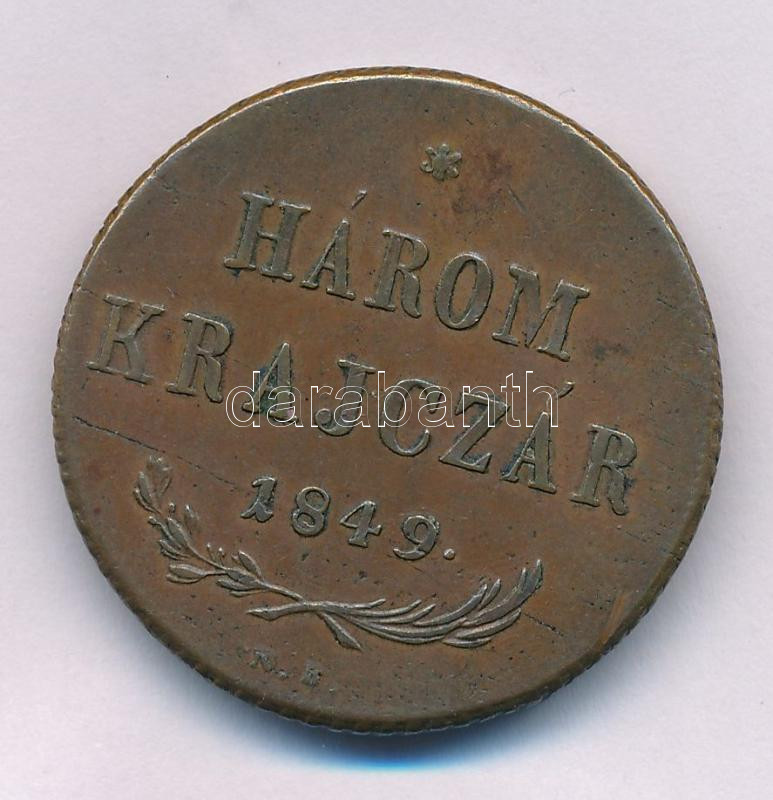 HÁROM
KRAJCZÁR
darabanth
1849.
N. B.